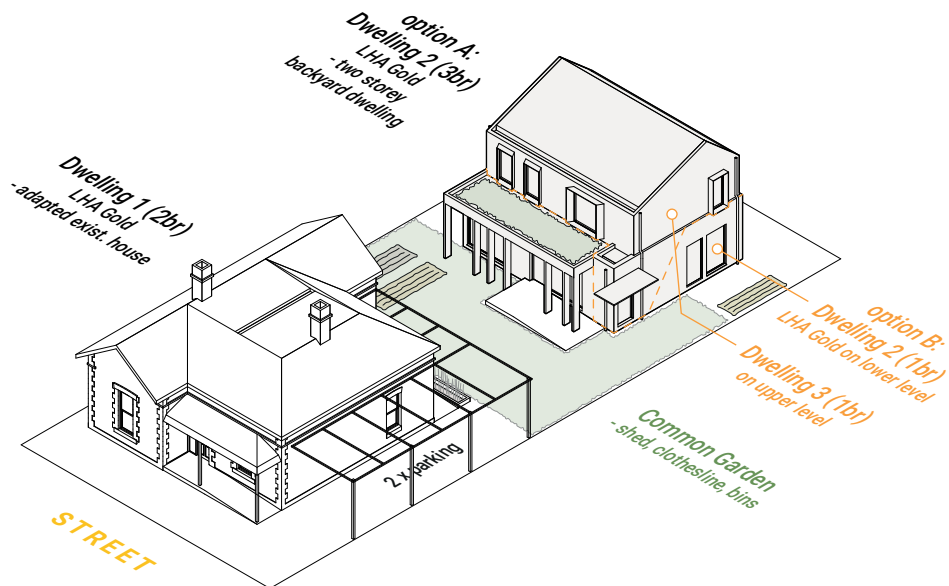 option A:
Dwelling 2 (3br)
LHA Gold
- two storey
backyard dwelling
Dwelling 1 (2br)
LHA Gold
- adapted exist. house
option B:
Dwelling 2 (1br)
LHA Gold on lower level
Dwelling 3 (1br)
on upper level
Common Garden
- shed, clothesline, bins
2 x parking
STREET